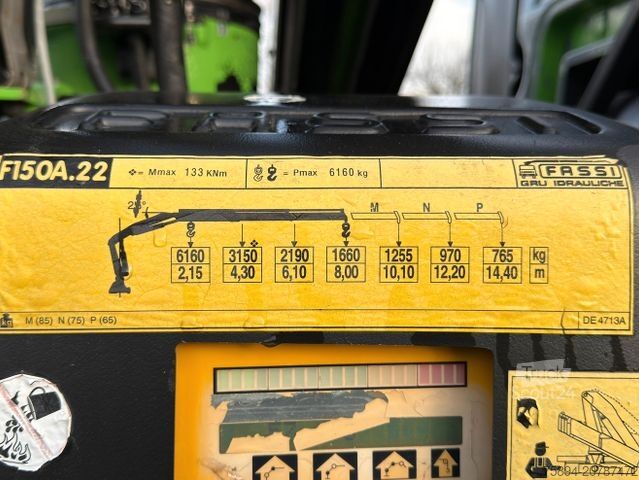 FASSI
F150A.22
❖= Mmax 133 KNm
= Pmax 6160 kg
FASSI
GRU IDRAULICHE
M N P
6160 3150 ❖ 2190 1660 1255 970 765 kg
2,15 4,30 6,10 8,00 10,10 12,20 14,40 m
kg M (85) N (75) P (65)
DE 4713A